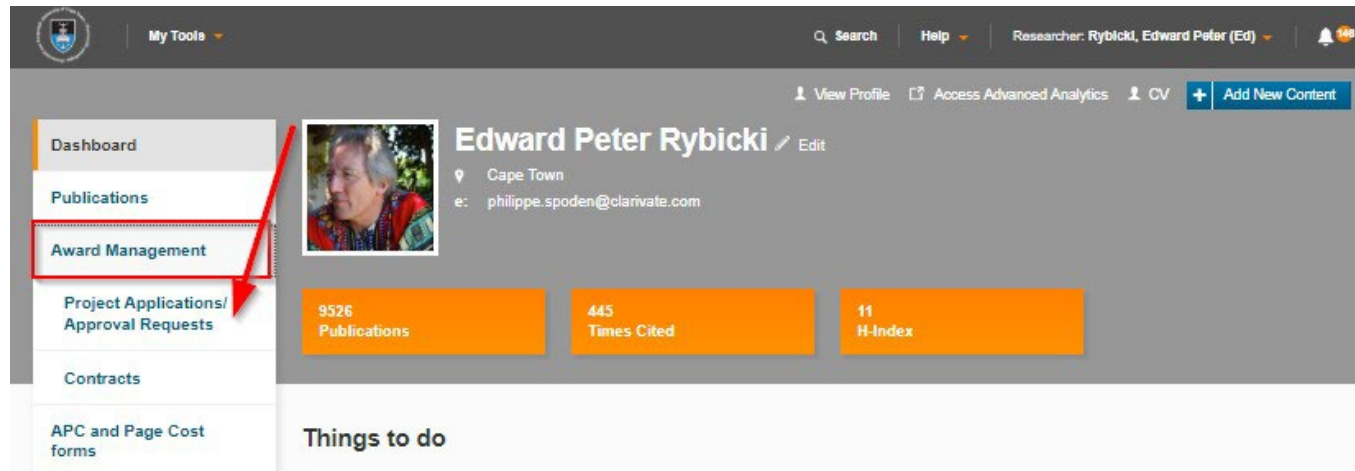 My Tools
Search
Help
Researcher: Rybicki, Edward Peter (Ed)
View Profile
Access Advanced Analytics
CV
+ Add New Content
Dashboard
Publications
Award Management
Project Applications/
Approval Requests
Contracts
APC and Page Cost
forms
Edward Peter Rybicki
Edit
Cape Town
e: philippe.spoden@clarivate.com
9526
Publications
445
Times Cited
11
H-Index
Things to do